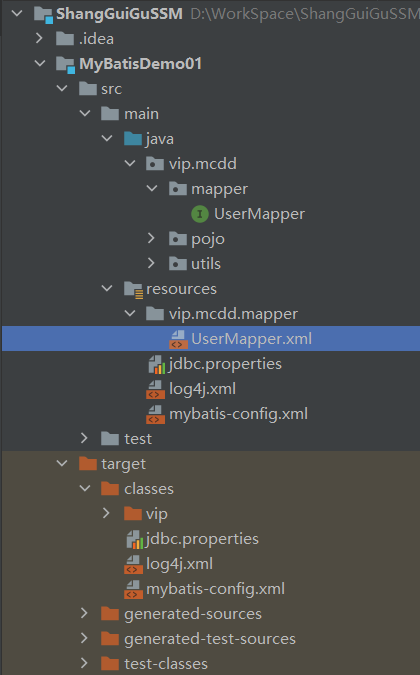 ShangGuiGuSSM D:\WorkSpace\ShangGuiGuSSM
.idea
MyBatisDemo01
src
main
java
vip.mcdd
mapper
I UserMapper
pojo
utils
resources
vip.mcdd.mapper
UserMapper.xml
jdbc.properties
log4j.xml
mybatis-config.xml
test
target
classes
vip
jdbc.properties
log4j.xml
mybatis-config.xml
generated-sources
generated-test-sources
test-classes